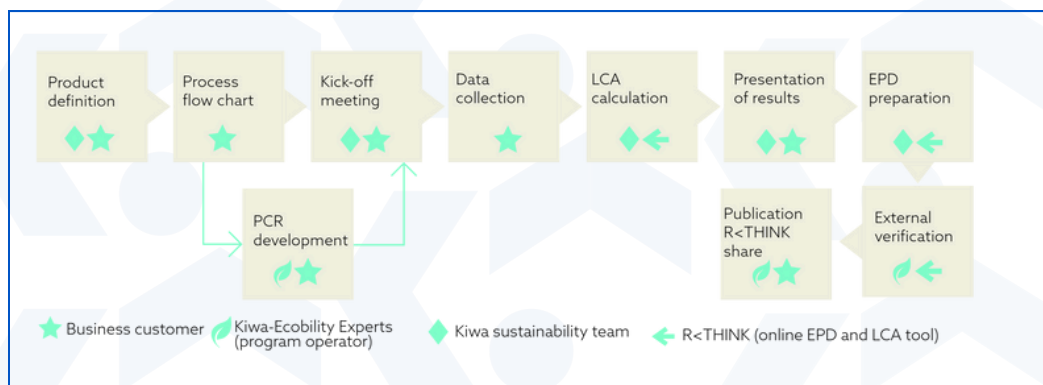 Product
definition
Process
flow chart
Kick-off
meeting
Data
collection
LCA
calculation
Presentation
of results
EPD
preparation
PCR
development
Publication
R<THINK
share
External
verification
Business customer
Kiwa-Ecobility Experts
(program operator)
Kiwa sustainability team
R<THINK (online EPD and LCA tool)